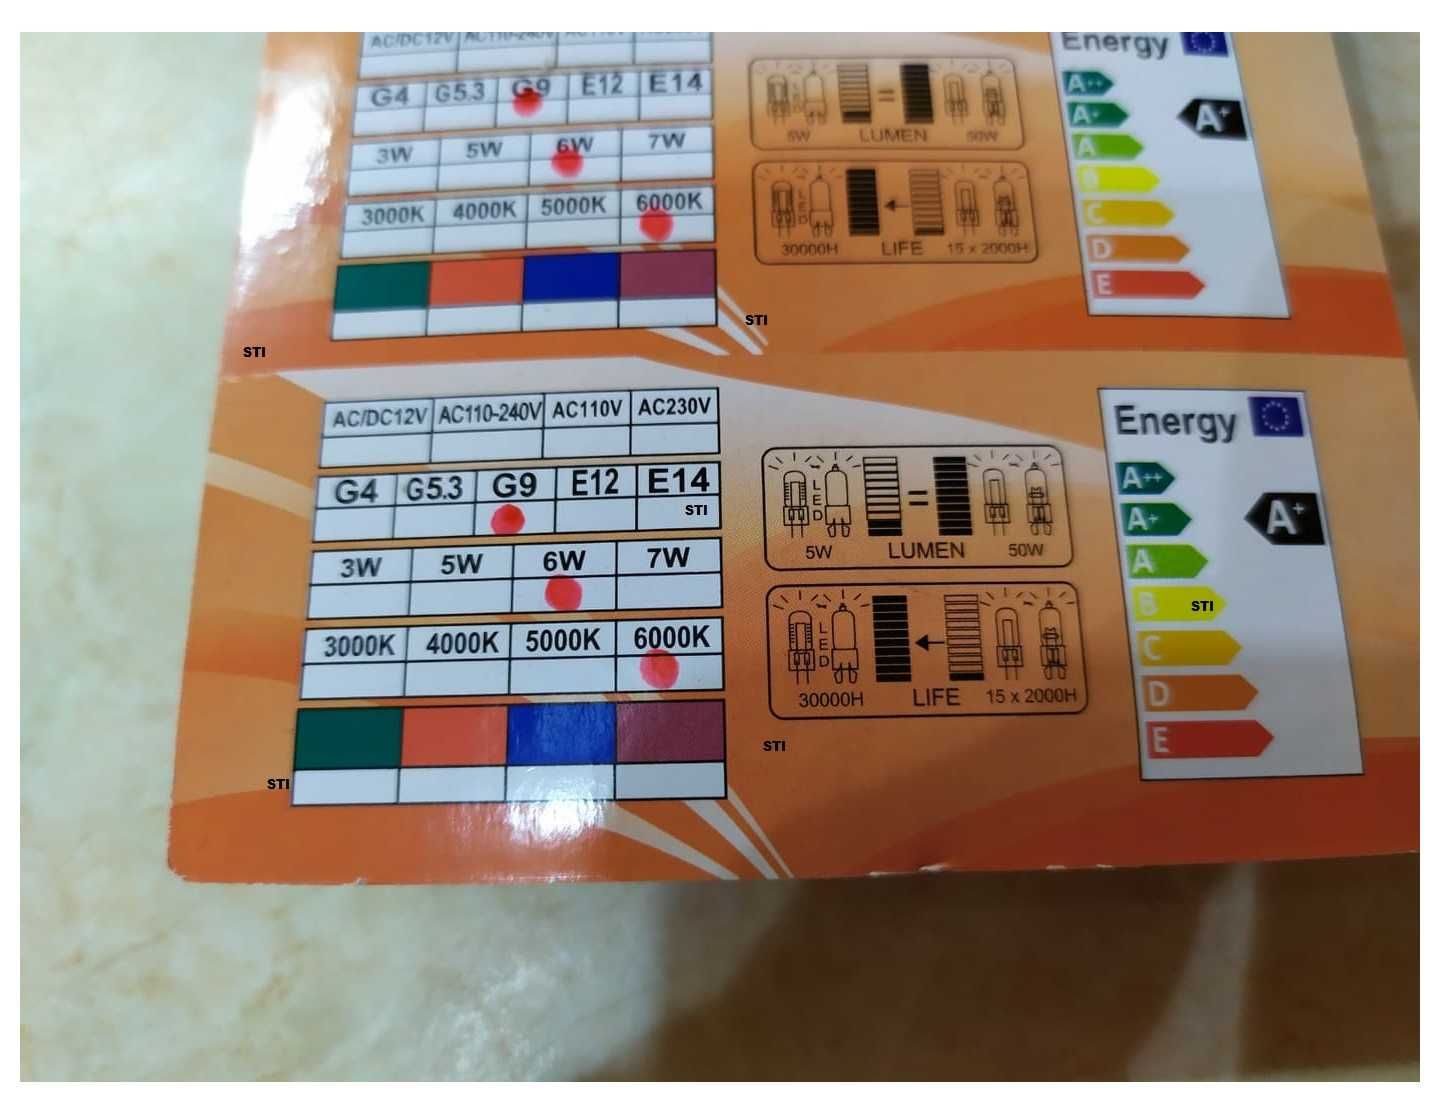 AC/DC12V AC110-240V
Energy
A++
G4 G5.3 G9 E12 E14
A+ A+
5W LUMEN 50W
3W 5W 6W 7W
A
B
LED
3000K 4000K 5000K 6000K
C
30000H LIFE 15 x 2000H
D
E
STI
STI
AC/DC12V AC110-240V AC110V AC230V
Energy
G4 G5.3 G9 E12 E14
A++
LED
STI
A+ A+
5W LUMEN 50W
3W 5W 6W 7W
A
B STI
3000K 4000K 5000K 6000K
LED
C
30000H LIFE 15 x 2000H
D
E
STI
STI